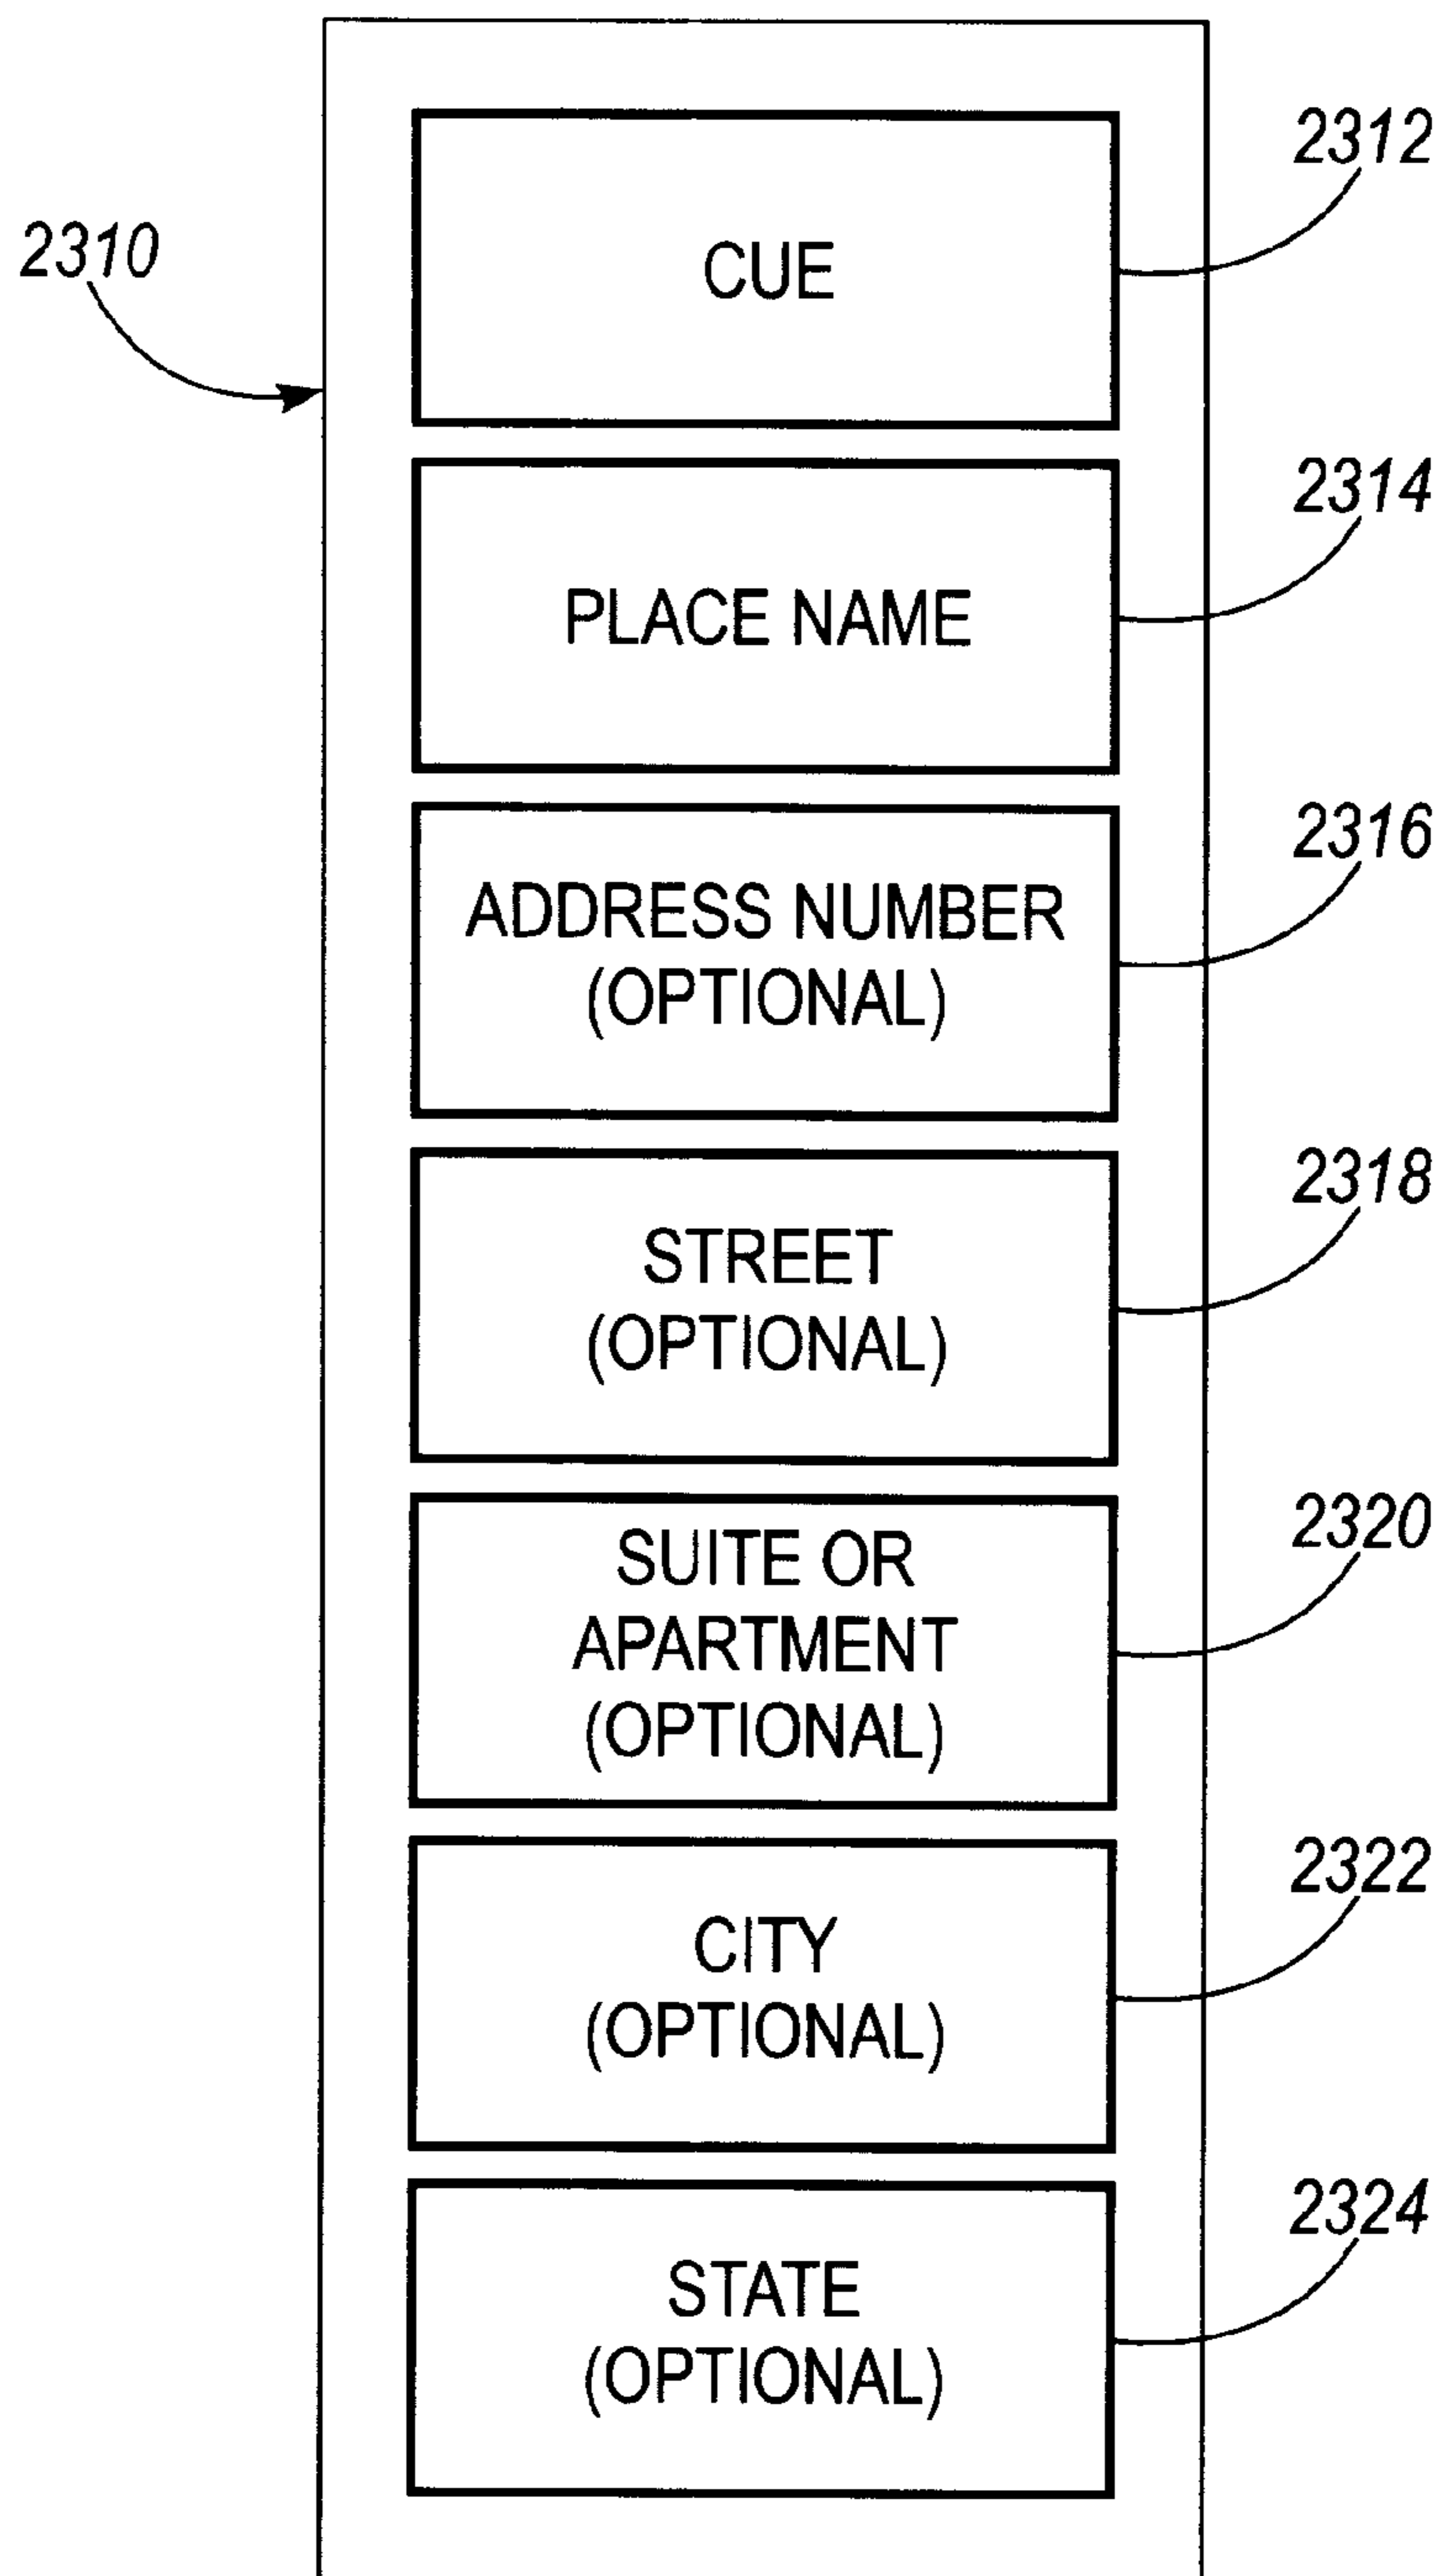 2310
CUE
2312
PLACE NAME
2314
ADDRESS NUMBER
(OPTIONAL)
2316
STREET
(OPTIONAL)
2318
SUITE OR
APARTMENT
(OPTIONAL)
2320
CITY
(OPTIONAL)
2322
STATE
(OPTIONAL)
2324